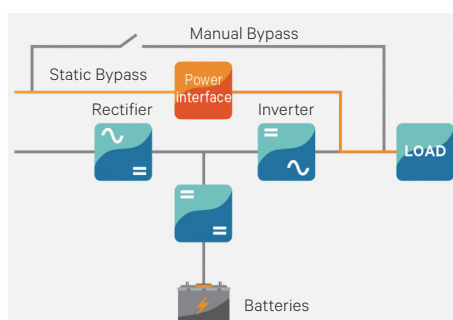 Manual Bypass
Static Bypass
Power
interface
Rectifier
Inverter
LOAD
Batteries